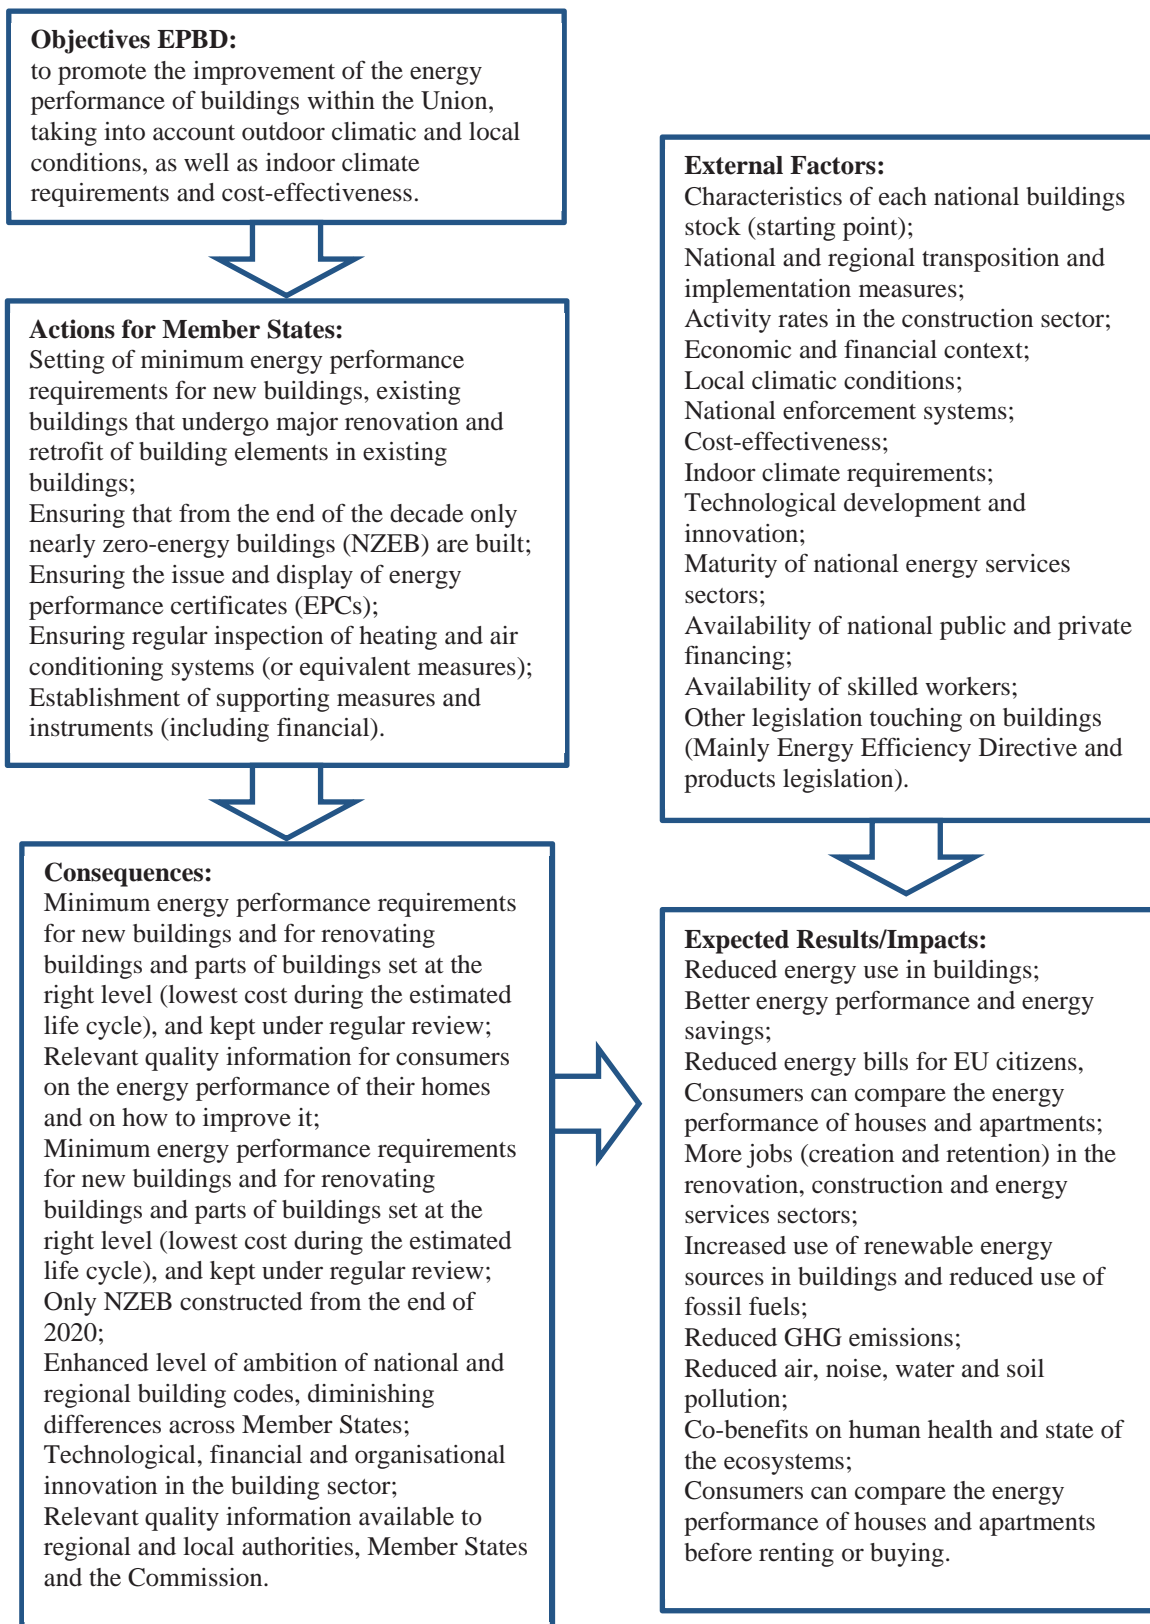 Objectives EPBD:
to promote the improvement of the energy
performance of buildings within the Union,
taking into account outdoor climatic and local
conditions, as well as indoor climate
requirements and cost-effectiveness.
Actions for Member States:
Setting of minimum energy performance
requirements for new buildings, existing
buildings that undergo major renovation and
retrofit of building elements in existing
buildings;
Ensuring that from the end of the decade only
nearly zero-energy buildings (NZEB) are built;
Ensuring the issue and display of energy
performance certificates (EPCs);
Ensuring regular inspection of heating and air
conditioning systems (or equivalent measures);
Establishment of supporting measures and
instruments (including financial).
Consequences:
Minimum energy performance requirements
for new buildings and for renovating
buildings and parts of buildings set at the
right level (lowest cost during the estimated
life cycle), and kept under regular review;
Relevant quality information for consumers
on the energy performance of their homes
and on how to improve it;
Minimum energy performance requirements
for new buildings and for renovating
buildings and parts of buildings set at the
right level (lowest cost during the estimated
life cycle), and kept under regular review;
Only NZEB constructed from the end of
2020;
Enhanced level of ambition of national and
regional building codes, diminishing
differences across Member States;
Technological, financial and organisational
innovation in the building sector;
Relevant quality information available to
regional and local authorities, Member States
and the Commission.
External Factors:
Characteristics of each national buildings
stock (starting point);
National and regional transposition and
implementation measures;
Activity rates in the construction sector;
Economic and financial context;
Local climatic conditions;
National enforcement systems;
Cost-effectiveness;
Indoor climate requirements;
Technological development and
innovation;
Maturity of national energy services
sectors;
Availability of national public and private
financing;
Availability of skilled workers;
Other legislation touching on buildings
(Mainly Energy Efficiency Directive and
products legislation).
Expected Results/Impacts:
Reduced energy use in buildings;
Better energy performance and energy
savings;
Reduced energy bills for EU citizens,
Consumers can compare the energy
performance of houses and apartments;
More jobs (creation and retention) in the
renovation, construction and energy
services sectors;
Increased use of renewable energy
sources in buildings and reduced use of
fossil fuels;
Reduced GHG emissions;
Reduced air, noise, water and soil
pollution;
Co-benefits on human health and state of
the ecosystems;
Consumers can compare the energy
performance of houses and apartments
before renting or buying.